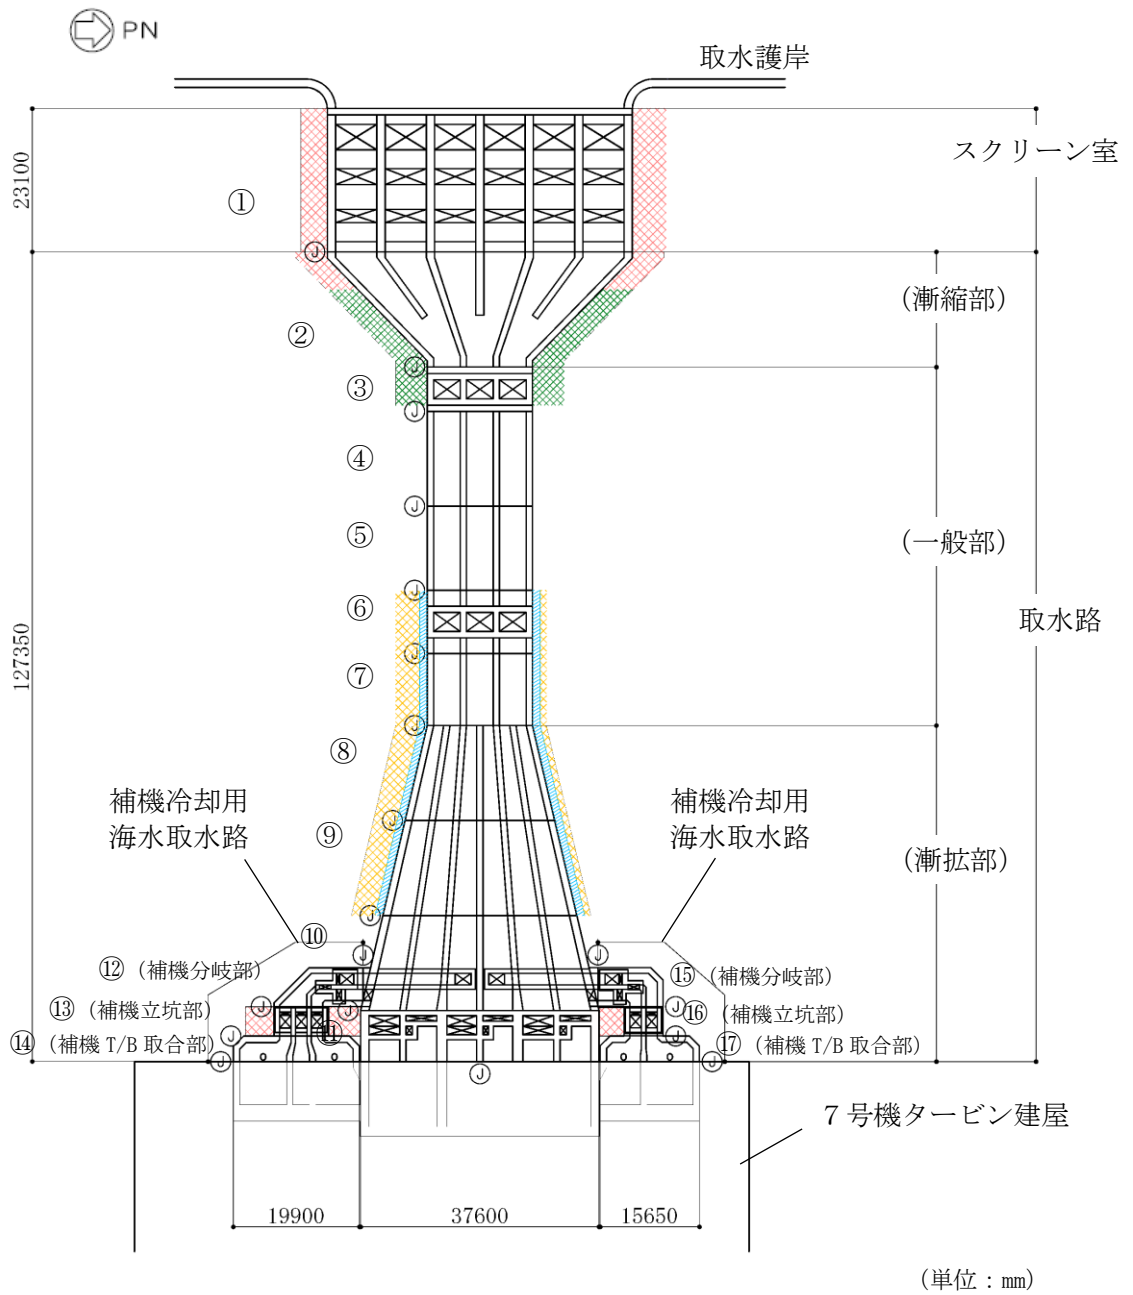 PN
取水護岸
スクリーン室
23100
①
J
(漸縮部)
②
J
③
J
④
J
⑤
(一般部)
J
⑥
取水路
127350
J
⑦
J
⑧
補機冷却用
海水取水路
補機冷却用
海水取水路
J
⑨
(漸拡部)
J
⑩
J
J
⑫ (補機分岐部)
⑮ (補機分岐部)
⑬ (補機立坑部)
J
J
J
⑯ (補機立坑部)
⑪
⑭ (補機 T/B 取合部)
J
J
⑰ (補機 T/B 取合部)
J
J
J
7 号機タービン建屋
19900
37600
15650
(単位:mm)